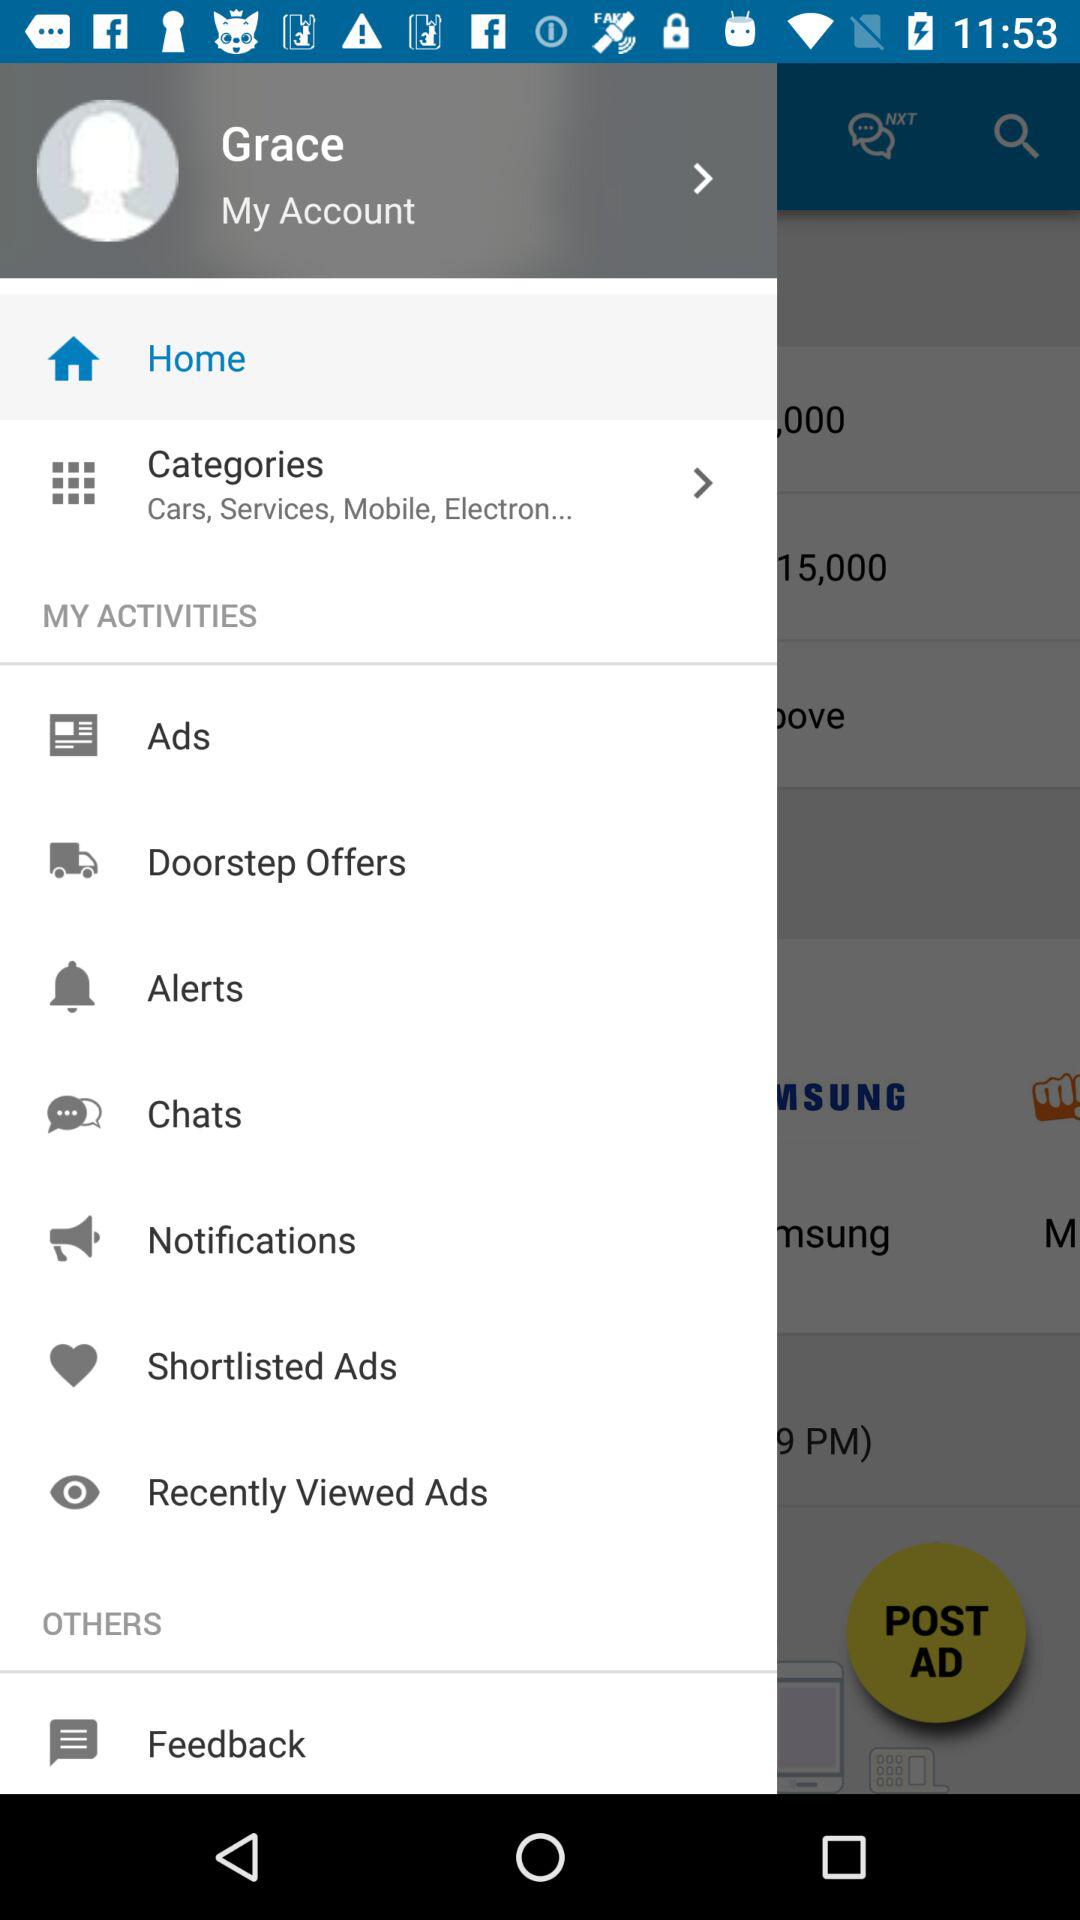 FAKE
11:53
Grace
My Account
NXT
Home
Categories
Cars, Services, Mobile, Electron...
,000
15,000
MY ACTIVITIES
Ads
Doorstep Offers
Alerts
MSUNG
Chats
Notifications
msung
M
Shortlisted Ads
9 PM)
Recently Viewed Ads
OTHERS
POST
AD
Feedback